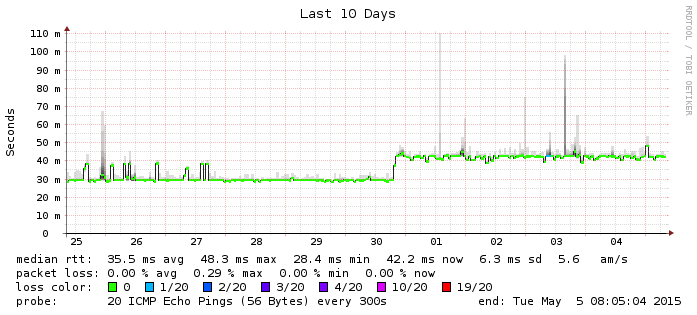 Last 10 Days
RRDTOOL / TOBI OETIKER
Seconds
110 m
100 m
90 m
80 m
70 m
60 m
50 m
40 m
30 m
20 m
10 m
0
25 26 27 28 29 30 01 02 03 04
median rtt: 35.5 ms avg 48.3 ms max 28.4 ms min 42.2 ms now 6.3 ms sd 5.6 am/s
packet loss: 0.00 % avg 0.29 % max 0.00 % min 0.00 % now
loss color: 0 1/20 2/20 3/20 4/20 10/20 19/20
probe: 20 ICMP Echo Pings (56 Bytes) every 300s end: Tue May 5 08:05:04 2015